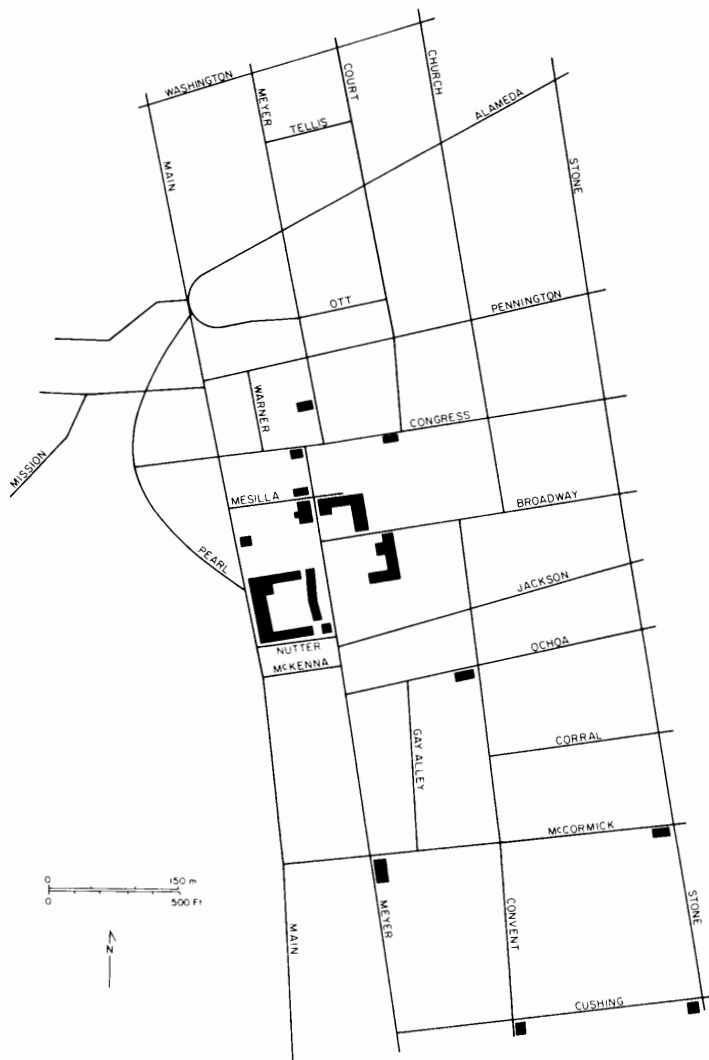 WASHINGTON
MEYER
COURT
CHURCH
TELLIS
ALAMEDA
MAIN
STONE
OTT
PENNINGTON
WARNER
CONGRESS
MISSION
MESILLA
BROADWAY
PEARL
JACKSON
NUTTER
McKENNA
OCHOA
GAY ALLEY
CORRAL
McCORMICK
0 150 m
0 500 Ft
N
MAIN
MEYER
CONVENT
STONE
CUSHING